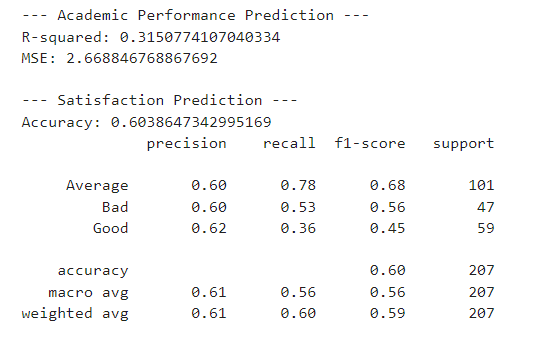 --- Academic Performance Prediction ---
R-squared: 0.3150774107040334
MSE: 2.668846768867692
--- Satisfaction Prediction ---
Accuracy: 0.6038647342995169
precision recall f1-score support
Average 0.60 0.78 0.68 101
Bad 0.60 0.53 0.56 47
Good 0.62 0.36 0.45 59
accuracy 0.60 207
macro avg 0.61 0.56 0.56 207
weighted avg 0.61 0.60 0.59 207